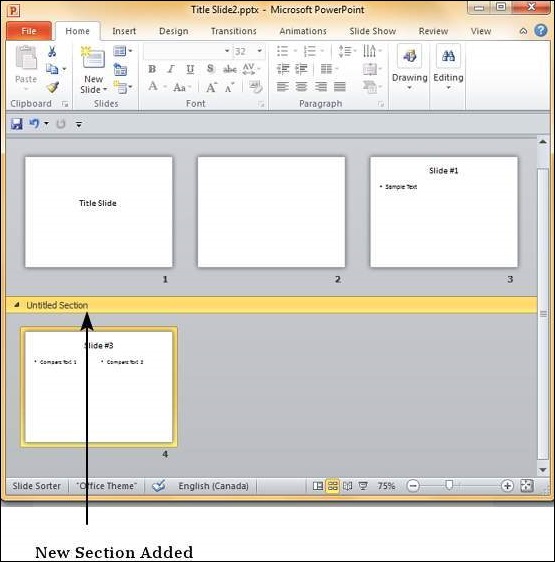 P Title Slide2.pptx - Microsoft PowerPoint
File Home Insert Design Transitions Animations Slide Show Review View
Paste New Slide 32 Drawing Editing
B I U S abc AV
A Aa A A
Clipboard Slides Font Paragraph
Title Slide
Slide #1
• Sample Text
1 2 3
Untitled Section
Slide #3
• Compare Text 1 • Compare Text 2
4
Slide Sorter "Office Theme" English (Canada) 75%
New Section Added